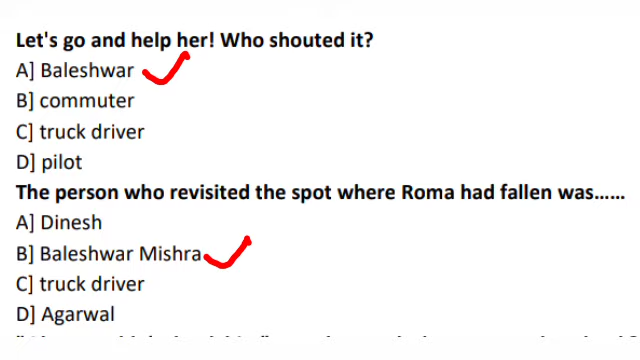 Let's go and help her! Who shouted it?
A] Baleshwar
B] commuter
C] truck driver
D] pilot
The person who revisited the spot where Roma had fallen was......
A] Dinesh
B] Baleshwar Mishra
C] truck driver
D] Agarwal